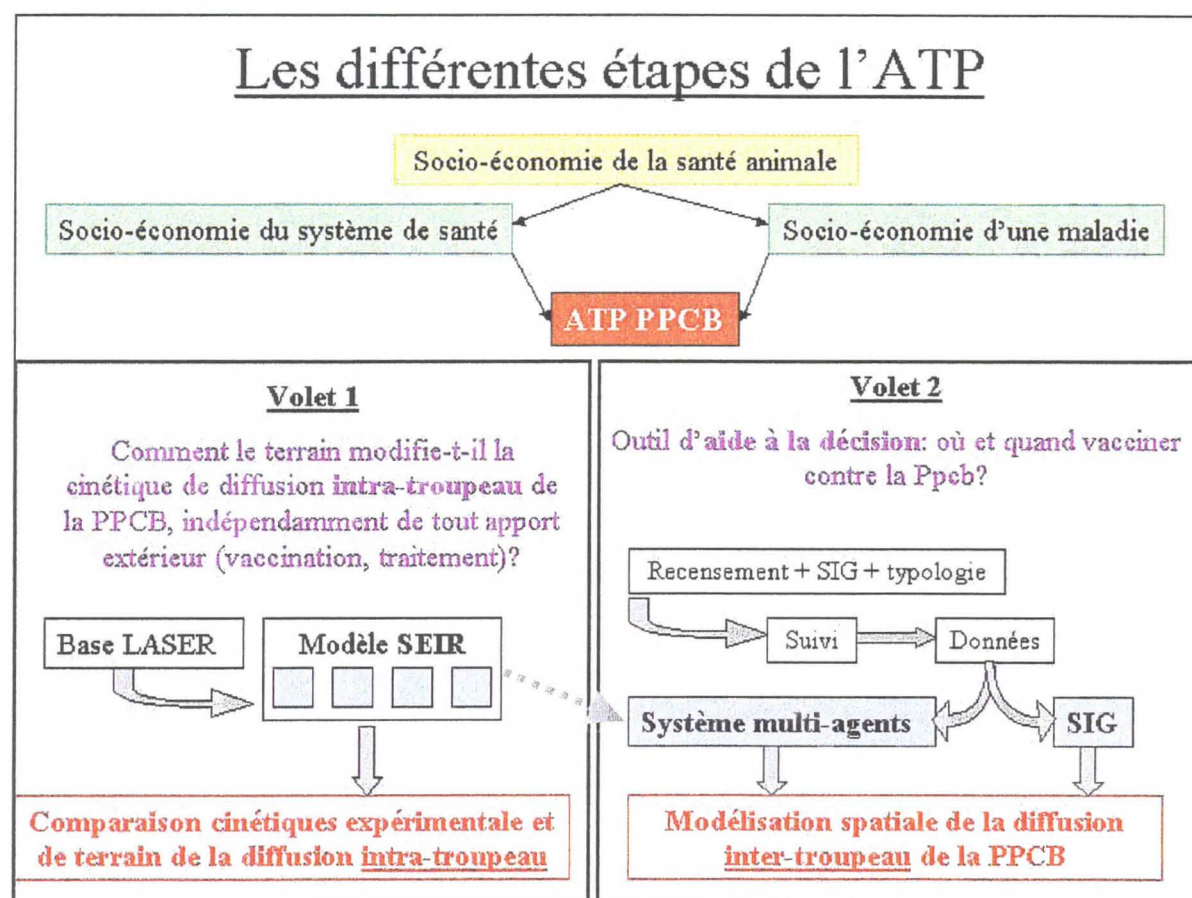 Les différentes étapes de l'ATP
Socio-économie de la santé animale
Socio-économie du système de santé
Socio-économie d'une maladie
ATP PPCB
Volet 1
Comment le terrain modifie-t-il la
cinétique de diffusion intra-troupeau de
la PPCB, indépendamment de tout apport
extérieur (vaccination, traitement)?
Base LASER
Modèle SEIR
Comparaison cinétiques expérimentale et
de terrain de la diffusion intra-troupeau
Volet 2
Outil d'aide à la décision: où et quand vacciner
contre la Ppcb?
Recensement + SIG + typologie
Suivi
Données
Système multi-agents
SIG
Modélisation spatiale de la diffusion
inter-troupeau de la PPCB